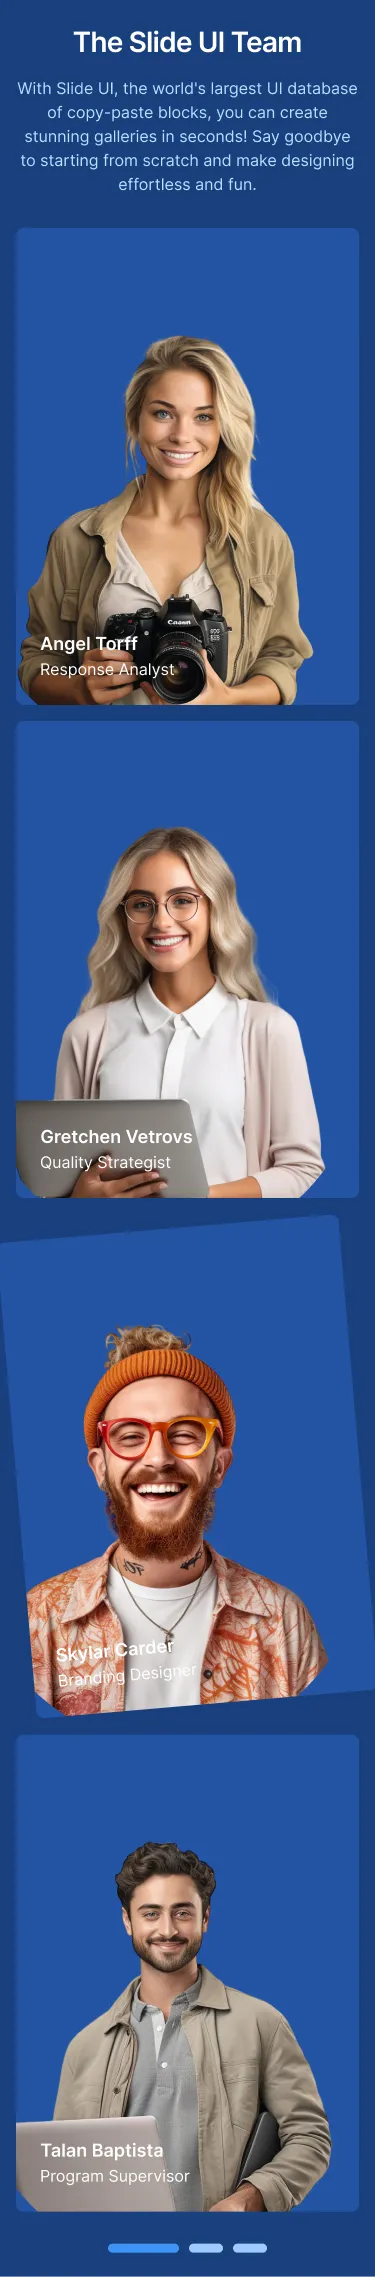 The Slide UI Team
With Slide UI, the world's largest UI database
of copy-paste blocks, you can create
stunning galleries in seconds! Say goodbye
to starting from scratch and make designing
effortless and fun.
Canon
EOS
Angel Torff
Response Analyst
Gretchen Vetrovs
Quality Strategist
Skylar Carder
Branding Designer
Talan Baptista
Program Supervisor